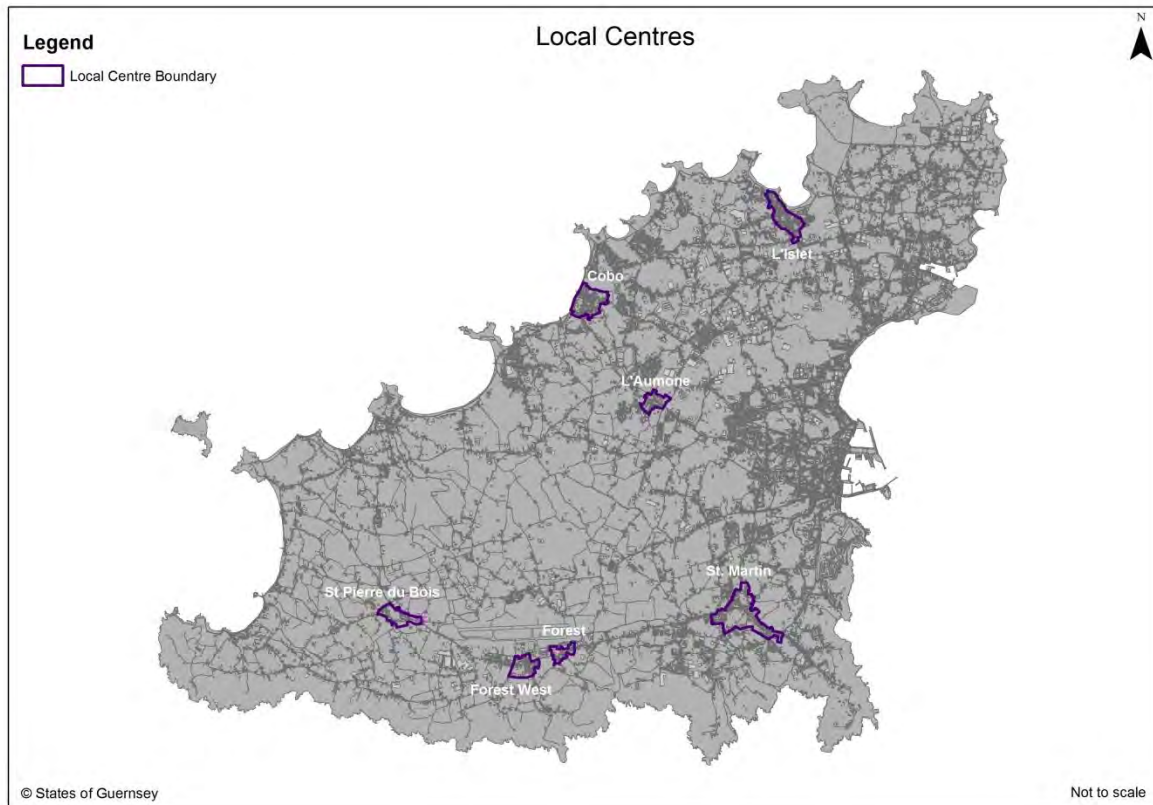 Local Centres
N
Legend
Local Centre Boundary
L'Islet
Cobo
L'Aumone
St. Martin
St Pierre du Bois
Forest
Forest West
© States of Guernsey
Not to scale